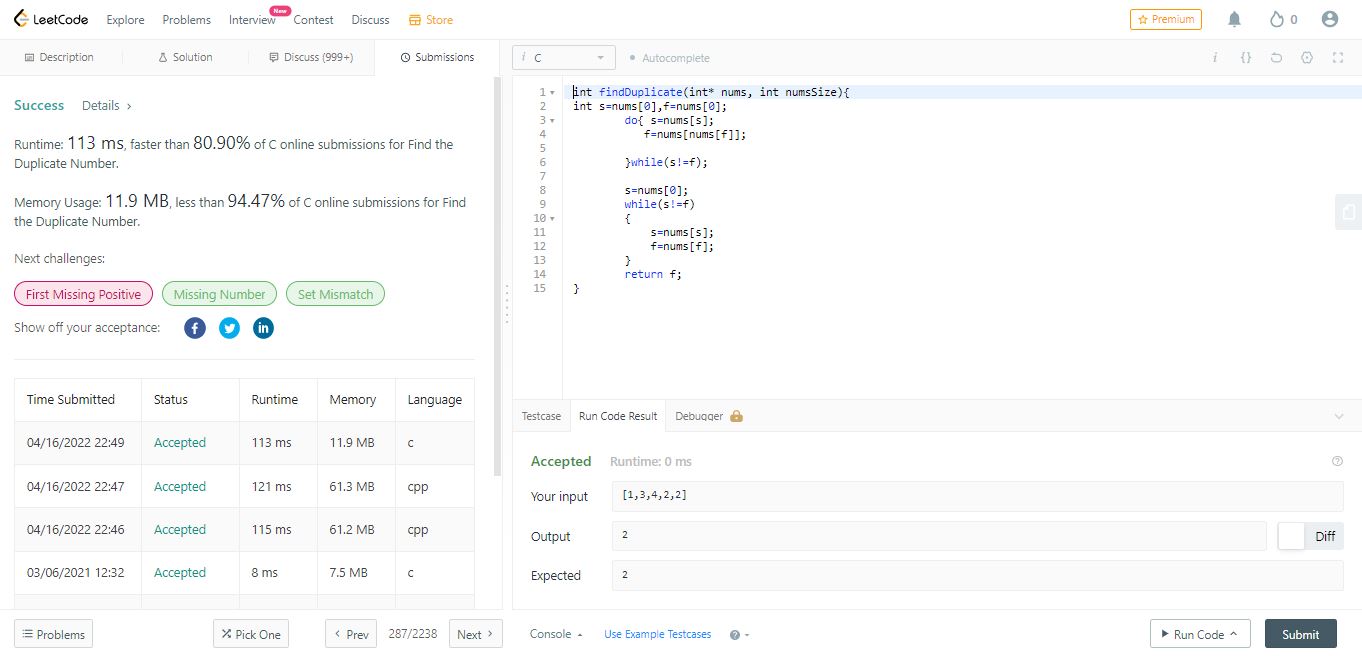 LeetCode Explore Problems Interview New Contest Discuss Store Premium 0
Description Solution Discuss (999+) Submissions
i C Autocomplete
Success Details ›
Runtime: 113 ms, faster than 80.90% of C online submissions for Find the
Duplicate Number.
Memory Usage: 11.9 MB, less than 94.47% of C online submissions for Find
the Duplicate Number.
Next challenges:
First Missing Positive Missing Number Set Mismatch
Show off your acceptance:
Time Submitted Status Runtime Memory Language
04/16/2022 22:49 Accepted 113 ms 11.9 MB c
04/16/2022 22:47 Accepted 121 ms 61.3 MB cpp
04/16/2022 22:46 Accepted 115 ms 61.2 MB cpp
03/06/2021 12:32 Accepted 8 ms 7.5 MB c
1 int findDuplicate(int* nums, int numsSize){
2 int s=nums[0],f=nums[0];
3 do{ s=nums[s];
4 f=nums[nums[f]];
5
6 }while(s!=f);
7
8 s=nums[0];
9 while(s!=f)
10 {
11 s=nums[s];
12 f=nums[f];
13 }
14 return f;
15 }
Testcase Run Code Result Debugger
Accepted Runtime: 0 ms
Your input [1,3,4,2,2]
Output 2 Diff
Expected 2
Problems Pick One ‹ Prev 287/2238 Next › Console Use Example Testcases Run Code Submit